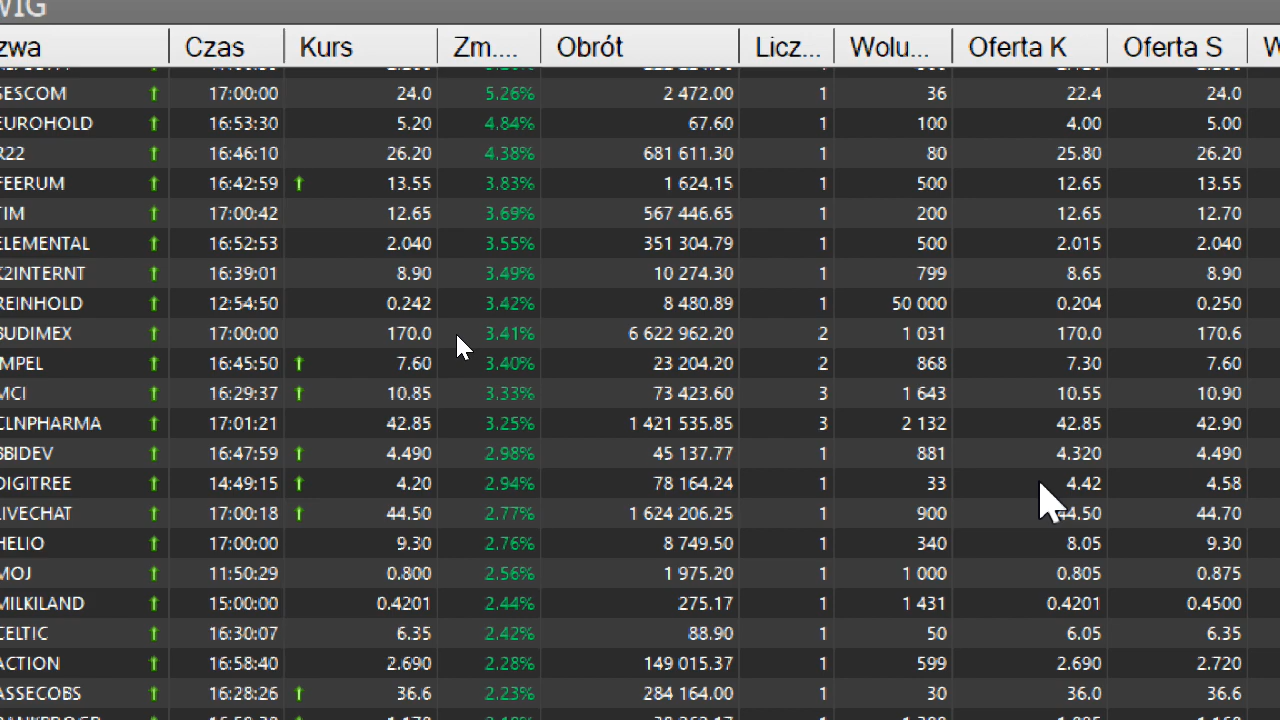 WIG
zwa Czas Kurs Zm.... Obrót Licz... Wolu... Oferta K Oferta S W
SESCOM 17:00:00 24.0 5.26% 2 472.00 1 36 22.4 24.0
EUROHOLD 16:53:30 5.20 4.84% 67.60 1 100 4.00 5.00
R22 16:46:10 26.20 4.38% 681 611.30 1 80 25.80 26.20
FEERUM 16:42:59 13.55 3.83% 1 624.15 1 500 12.65 13.55
TIM 17:00:42 12.65 3.69% 567 446.65 1 200 12.65 12.70
ELEMENTAL 16:52:53 2.040 3.55% 351 304.79 1 500 2.015 2.040
K2INTERNT 16:39:01 8.90 3.49% 10 274.30 1 799 8.65 8.90
REINHOLD 12:54:50 0.242 3.42% 8 480.89 1 50 000 0.204 0.250
BUDIMEX 17:00:00 170.0 3.41% 6 622 962.20 2 1 031 170.0 170.6
IMPEL 16:45:50 7.60 3.40% 23 204.20 2 868 7.30 7.60
MCI 16:29:37 10.85 3.33% 73 423.60 3 1 643 10.55 10.90
CLNPHARMA 17:01:21 42.85 3.25% 1 421 535.85 3 2 132 42.85 42.90
BBIDEV 16:47:59 4.490 2.98% 45 137.77 1 881 4.320 4.490
DIGITREE 14:49:15 4.20 2.94% 78 164.24 1 33 4.42 4.58
LIVECHAT 17:00:18 44.50 2.77% 1 624 206.25 1 900 44.50 44.70
HELIO 17:00:00 9.30 2.76% 8 749.50 1 340 8.05 9.30
MOJ 11:50:29 0.800 2.56% 1 975.20 1 1 000 0.805 0.875
MILKILAND 15:00:00 0.4201 2.44% 275.17 1 1 431 0.4201 0.4500
CELTIC 16:30:07 6.35 2.42% 88.90 1 50 6.05 6.35
ACTION 16:58:40 2.690 2.28% 149 015.37 1 599 2.690 2.720
ASSECOBS 16:28:26 36.6 2.23% 284 164.00 1 30 36.0 36.6